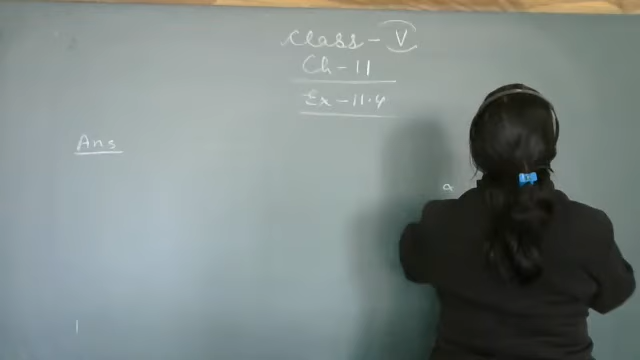 Class - V
Ch - 11
Ex - 11.4
Ans
a